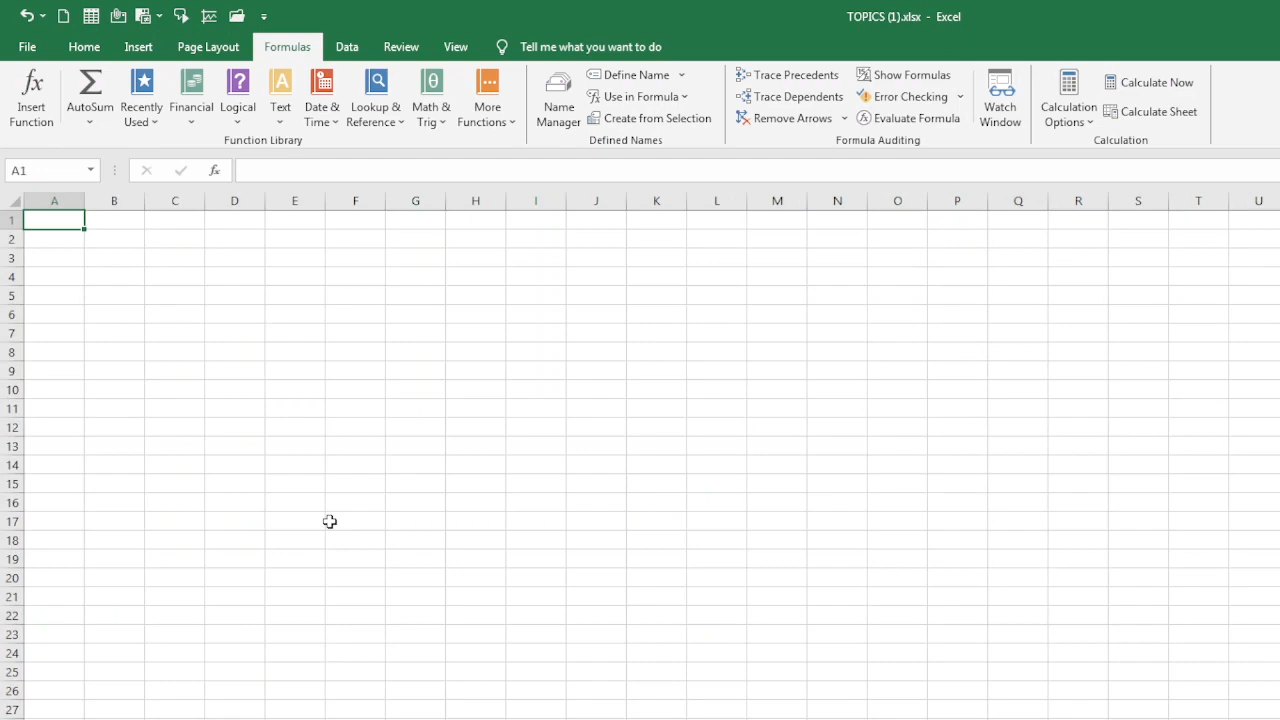 TOPICS (1).xlsx - Excel
File Home Insert Page Layout Formulas Data Review View Tell me what you want to do
Insert Function
AutoSum
Recently Used
Financial
Logical
Text
Date & Time
Lookup & Reference
Math & Trig
More Functions
Function Library
Name Manager
Define Name
Use in Formula
Create from Selection
Defined Names
Trace Precedents
Trace Dependents
Remove Arrows
Show Formulas
Error Checking
Evaluate Formula
Formula Auditing
Watch Window
Calculation Options
Calculate Now
Calculate Sheet
Calculation
A1 fx
A B C D E F G H I J K L M N O P Q R S T U
1
2
3
4
5
6
7
8
9
10
11
12
13
14
15
16
17
18
19
20
21
22
23
24
25
26
27